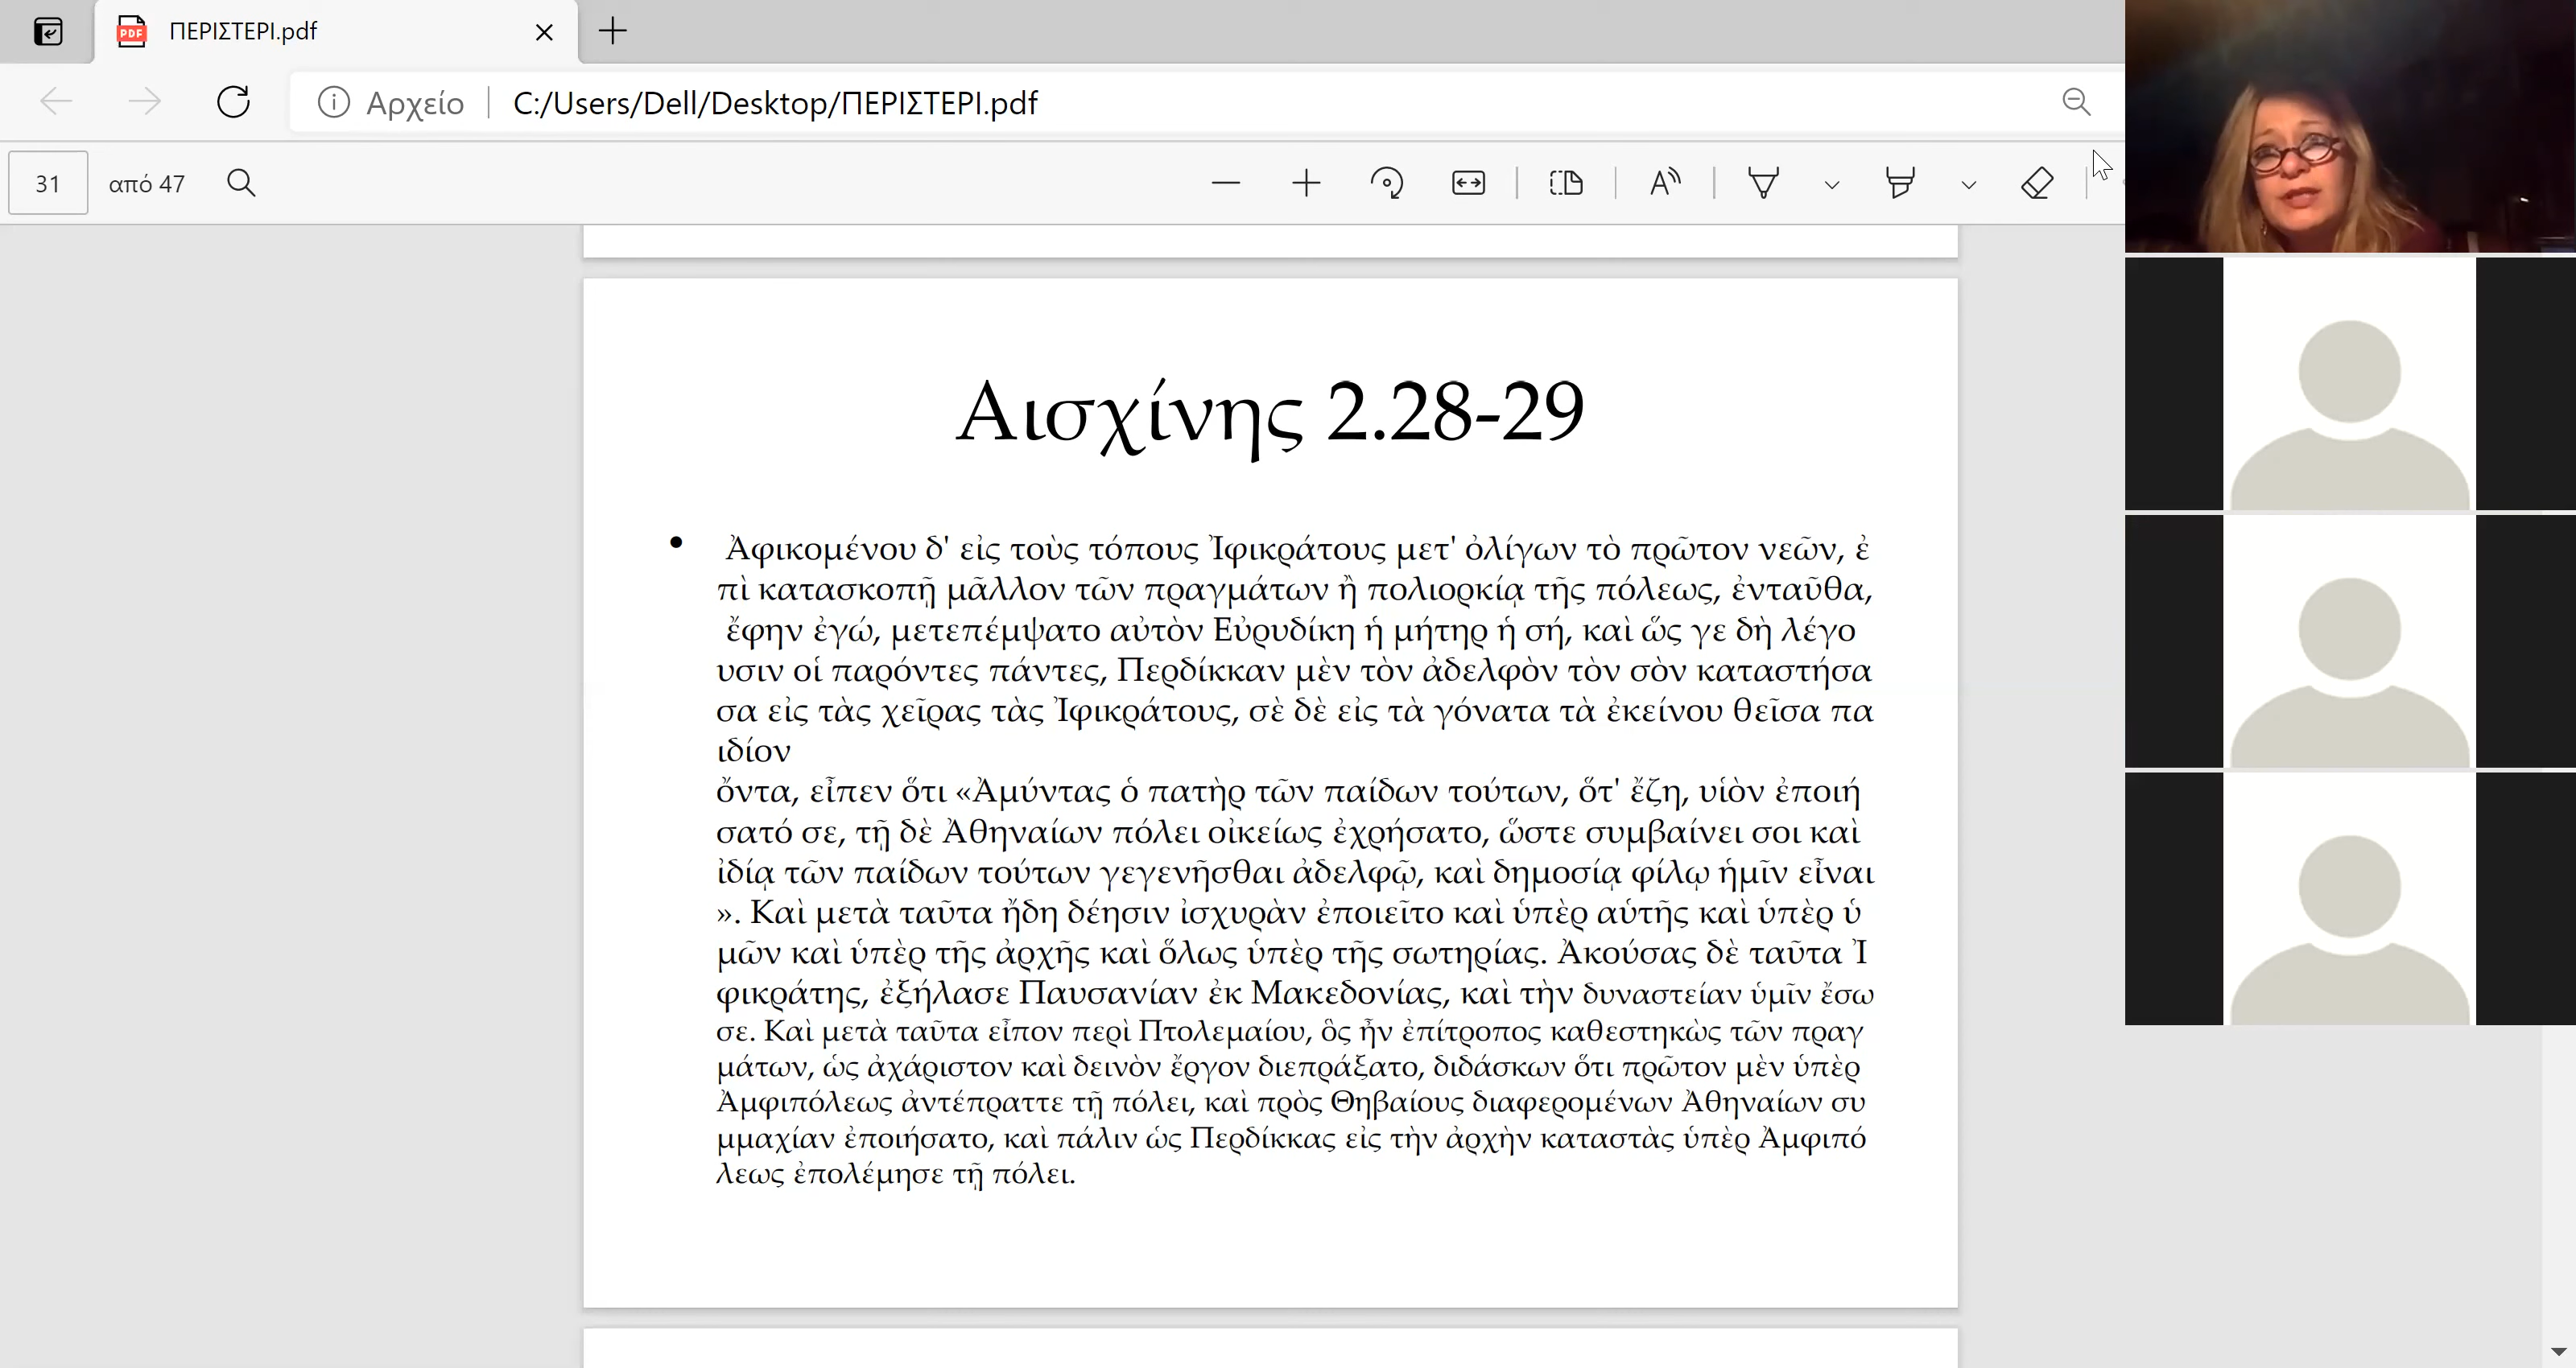 ΠΕΡΙΣΤΕΡΙ.pdf
Αρχείο
C:/Users/Dell/Desktop/ΠΕΡΙΣΤΕΡΙ.pdf
31 από 47
Αισχίνης 2.28-29
• Ἀφικομένου δ' εἰς τοὺς τόπους Ἰφικράτους μετ' ὀλίγων τὸ πρῶτον νεῶν, ἐ
πὶ κατασκοπῇ μᾶλλον τῶν πραγμάτων ἢ πολιορκίᾳ τῆς πόλεως, ἐνταῦθα,
ἔφην ἐγώ, μετεπέμψατο αὐτὸν Εὐρυδίκη ἡ μήτηρ ἡ σή, καὶ ὥς γε δὴ λέγο
υσιν οἱ παρόντες πάντες, Περδίκκαν μὲν τὸν ἀδελφὸν τὸν σὸν καταστήσα
σα εἰς τὰς χεῖρας τὰς Ἰφικράτους, σὲ δὲ εἰς τὰ γόνατα τὰ ἐκείνου θεῖσα πα
ιδίον
ὄντα, εἶπεν ὅτι «Ἀμύντας ὁ πατὴρ τῶν παίδων τούτων, ὅτ' ἔζη, υἱὸν ἐποιή
σατό σε, τῇ δὲ Ἀθηναίων πόλει οἰκείως ἐχρήσατο, ὥστε συμβαίνει σοι καὶ
ἰδίᾳ τῶν παίδων τούτων γεγενῆσθαι ἀδελφῷ, καὶ δημοσίᾳ φίλῳ ἡμῖν εἶναι
». Καὶ μετὰ ταῦτα ἤδη δέησιν ἰσχυρὰν ἐποιεῖτο καὶ ὑπὲρ αὑτῆς καὶ ὑπὲρ ὑ
μῶν καὶ ὑπὲρ τῆς ἀρχῆς καὶ ὅλως ὑπὲρ τῆς σωτηρίας. Ἀκούσας δὲ ταῦτα Ἰ
φικράτης, ἐξήλασε Παυσανίαν ἐκ Μακεδονίας, καὶ τὴν δυναστείαν ὑμῖν ἔσω
σε. Καὶ μετὰ ταῦτα εἶπον περὶ Πτολεμαίου, ὃς ἦν ἐπίτροπος καθεστηκὼς τῶν πραγ
μάτων, ὡς ἀχάριστον καὶ δεινὸν ἔργον διεπράξατο, διδάσκων ὅτι πρῶτον μὲν ὑπὲρ
Ἀμφιπόλεως ἀντέπραττε τῇ πόλει, καὶ πρὸς Θηβαίους διαφερομένων Ἀθηναίων συ
μμαχίαν ἐποιήσατο, καὶ πάλιν ὡς Περδίκκας εἰς τὴν ἀρχὴν καταστὰς ὑπὲρ Ἀμφιπό
λεως ἐπολέμησε τῇ πόλει.